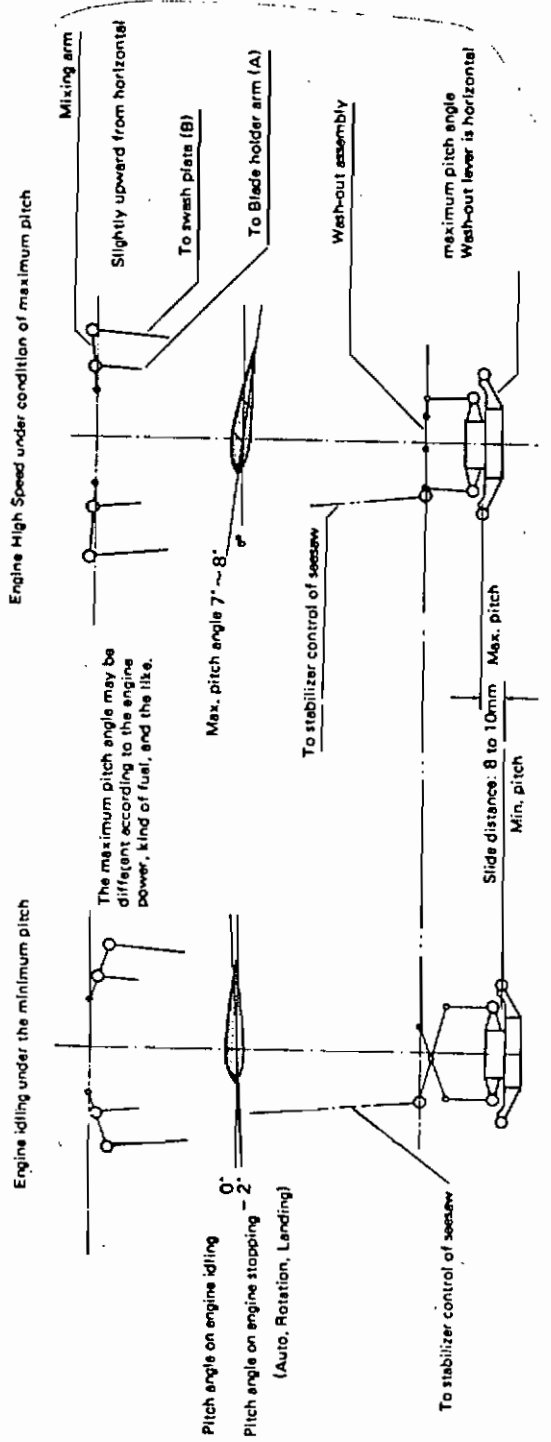 Engine idling under the minimum pitch
Engine High Speed under condition of maximum pitch
The maximum pitch angle may be
different according to the engine
power, kind of fuel, and the like.
Mixing arm
Slightly upward from horizontal
To swash plate (B)
To Blade holder arm (A)
Pitch angle on engine idling
0°
Pitch angle on engine stopping
-2°
(Auto, Rotation, Landing)
Max. pitch angle 7° ~ 8°
0°
To stabilizer control of seesaw
To stabilizer control of seesaw
Wash-out assembly
maximum pitch angle
Wash-out lever is horizontal
Slide distance: 8 to 10mm
Max. pitch
Min. pitch